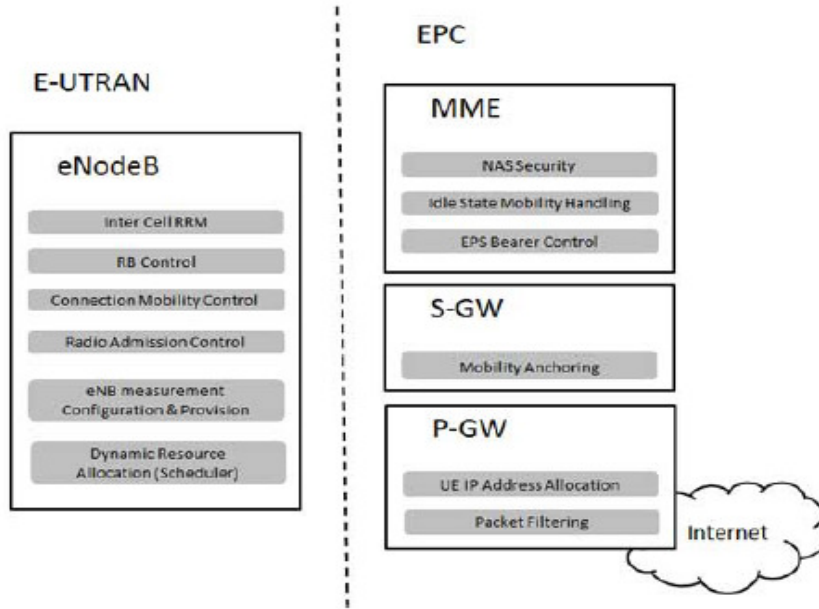 E-UTRAN
eNodeB
Inter Cell RRM
RB Control
Connection Mobility Control
Radio Admission Control
eNB measurement
Configuration & Provision
Dynamic Resource
Allocation (Scheduler)
EPC
MME
NAS Security
Idle State Mobility Handling
EPS Bearer Control
S-GW
Mobility Anchoring
P-GW
UE IP Address Allocation
Packet Filtering
Internet